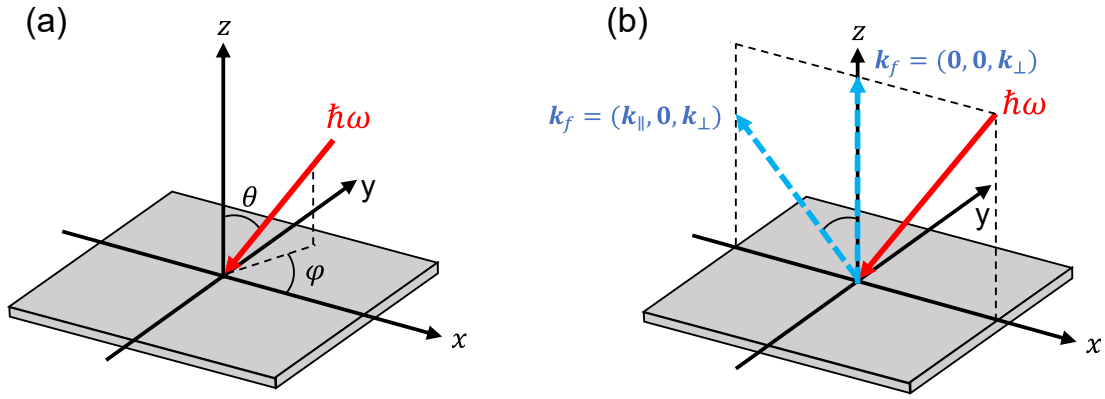 (a)
z
ħω
θ
y
φ
x
(b)
z
𝒌_f = (𝟎, 𝟎, 𝒌_⊥)
ħω
𝒌_f = (𝒌_∥, 𝟎, 𝒌_⊥)
y
x